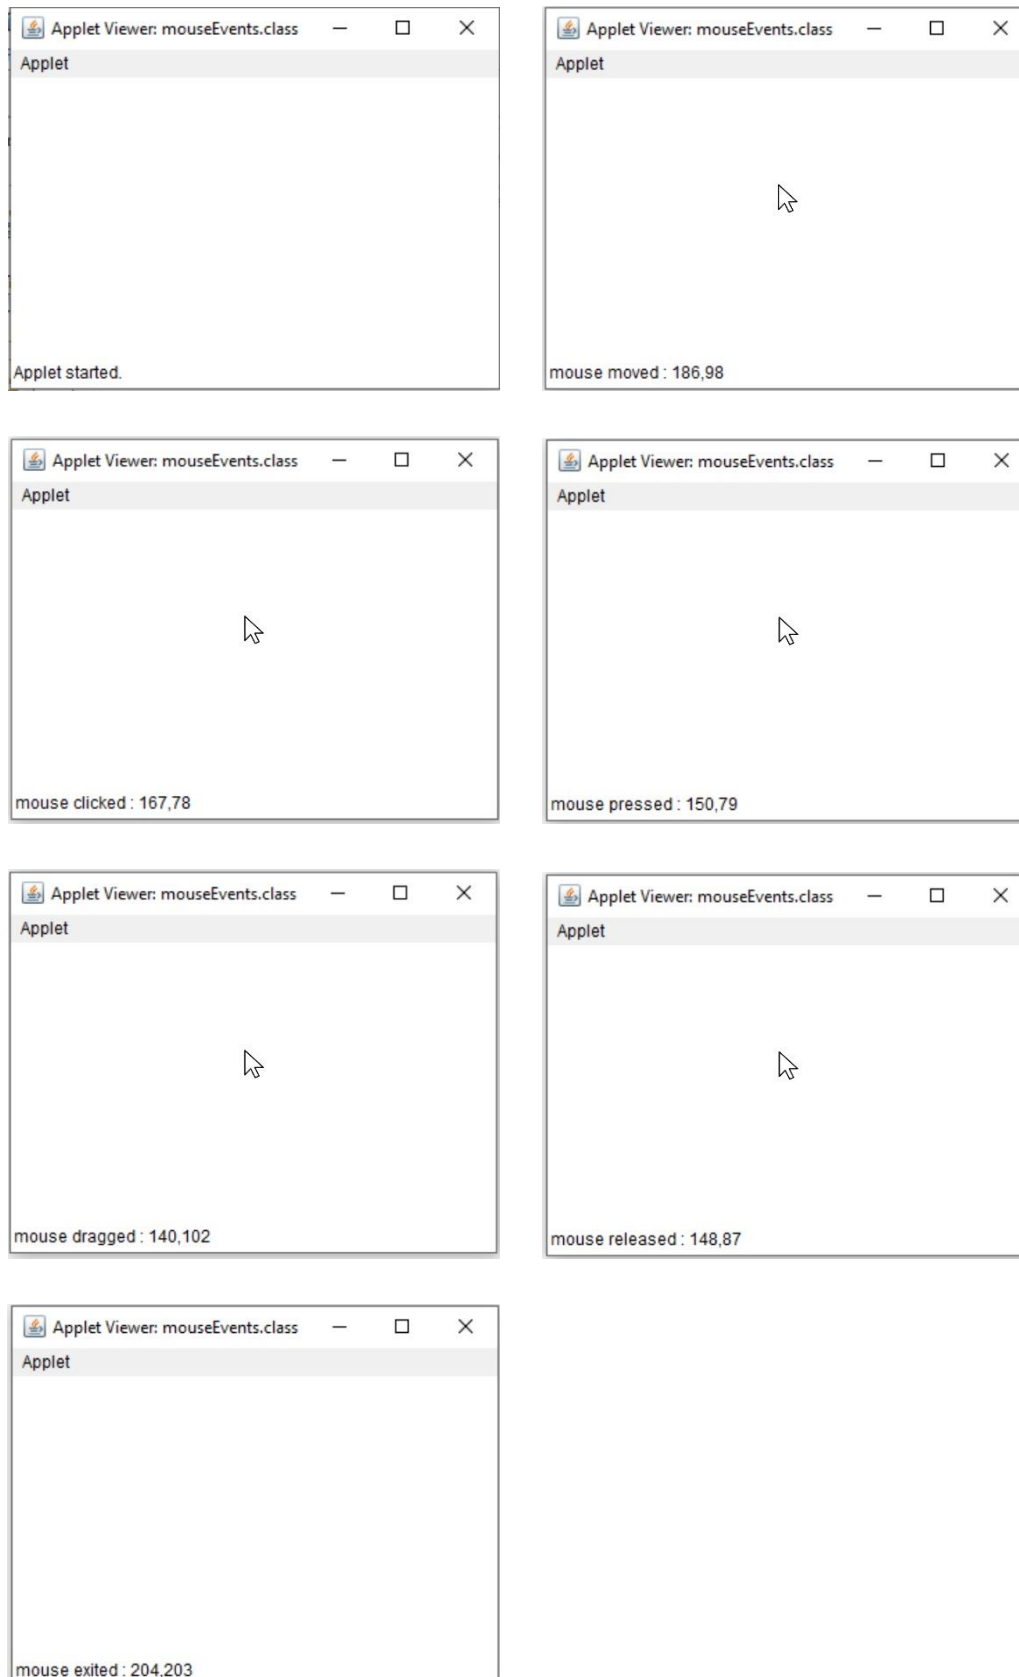 Applet Viewer: mouseEvents.class
Applet
Applet started.
Applet Viewer: mouseEvents.class
Applet
mouse moved : 186,98
Applet Viewer: mouseEvents.class
Applet
mouse clicked : 167,78
Applet Viewer: mouseEvents.class
Applet
mouse pressed : 150,79
Applet Viewer: mouseEvents.class
Applet
mouse dragged : 140,102
Applet Viewer: mouseEvents.class
Applet
mouse released : 148,87
Applet Viewer: mouseEvents.class
Applet
mouse exited : 204,203